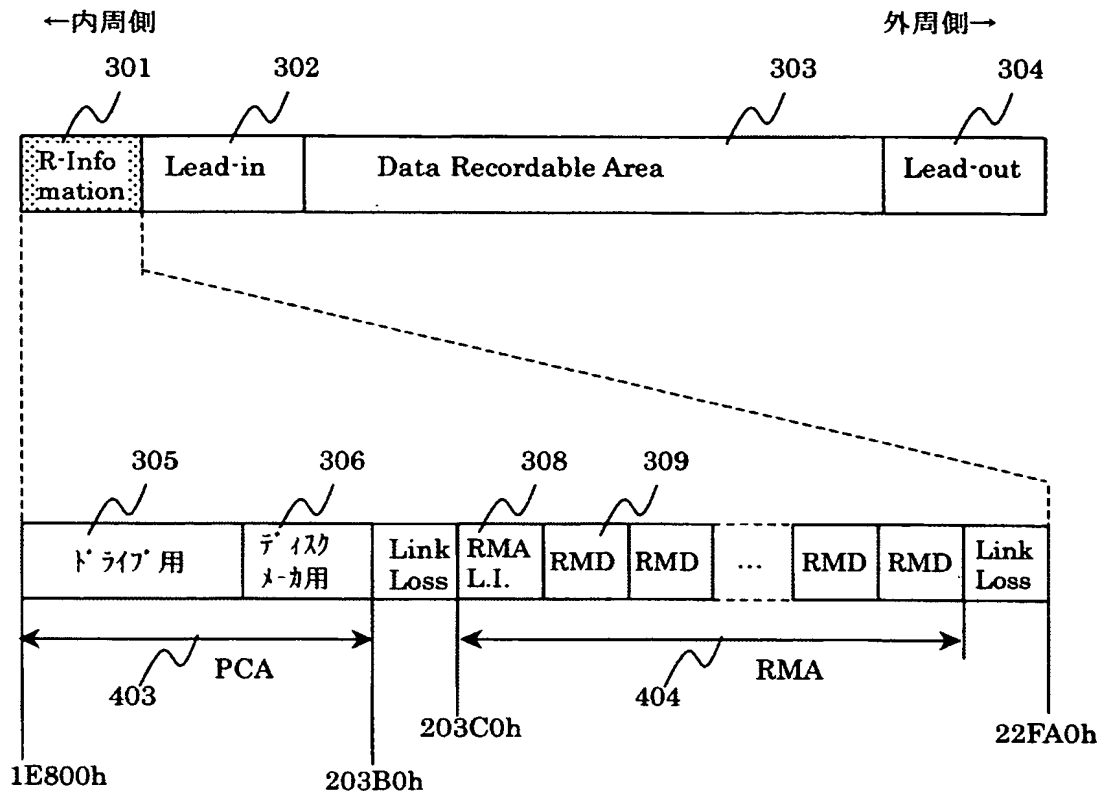 ←内周側
外周側→
301
302
303
304
R-Info
mation
Lead-in
Data Recordable Area
Lead-out
305
306
308
309
ドライブ用
ディスク
メーカ用
Link
Loss
RMA
L.I.
RMD
RMD
...
RMD
RMD
Link
Loss
PCA
RMA
403
404
203C0h
22FA0h
1E800h
203B0h